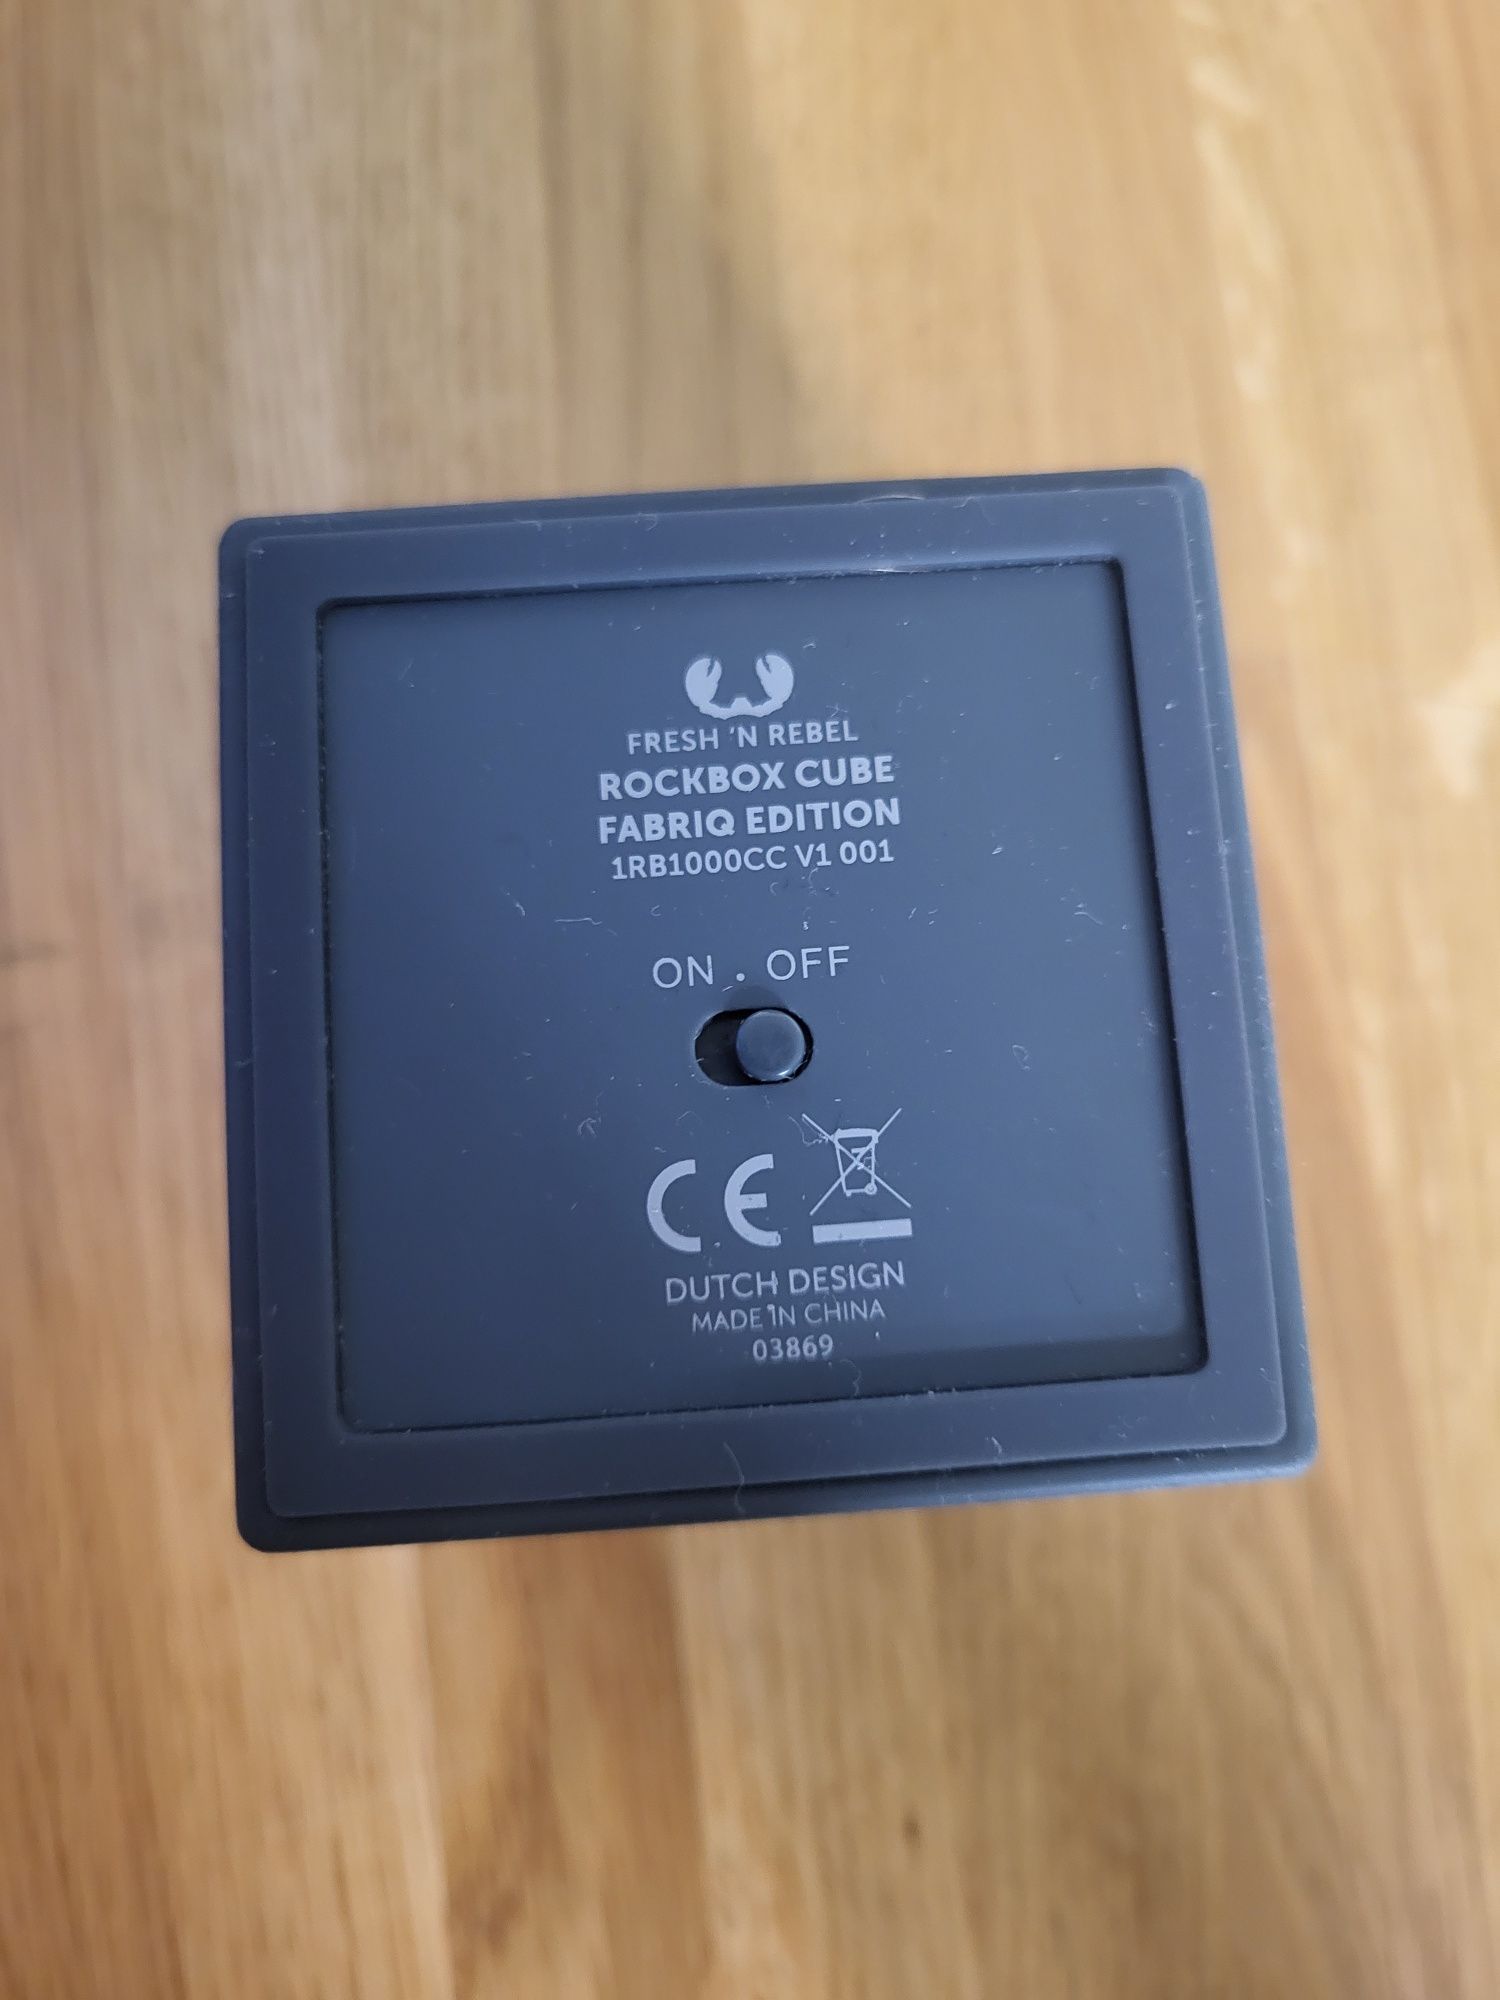 FRESH 'N REBEL
ROCKBOX CUBE
FABRIQ EDITION
1RB1000CC V1 001
ON . OFF
CE
DUTCH DESIGN
MADE IN CHINA
03869